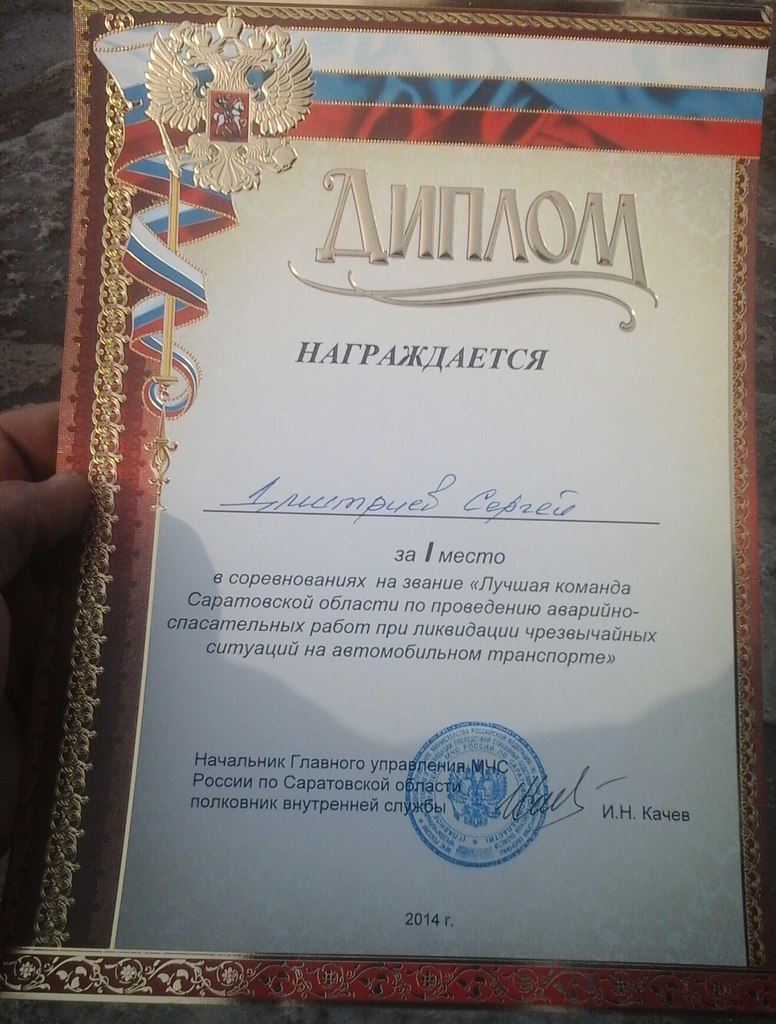 ДИПЛОМ
НАГРАЖДАЕТСЯ
Дмитриев Сергей
за I место
в соревнованиях на звание «Лучшая команда
Саратовской области по проведению аварийно-
спасательных работ при ликвидации чрезвычайных
ситуаций на автомобильном транспорте»
Начальник Главного управления МЧС
России по Саратовской области
полковник внутренней службы
И.Н. Качев
2014 г.